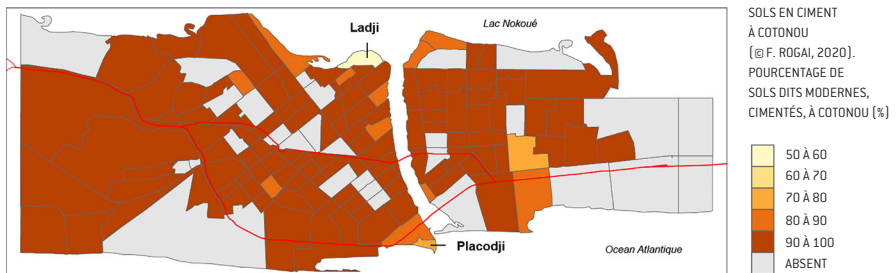 Ladji
Lac Nokoué
Placodji
Ocean Atlantique
SOLS EN CIMENT
À COTONOU
(© F. ROGAI, 2020).
POURCENTAGE DE
SOLS DITS MODERNES,
CIMENTÉS, À COTONOU (%)
50 À 60
60 À 70
70 À 80
80 À 90
90 À 100
ABSENT